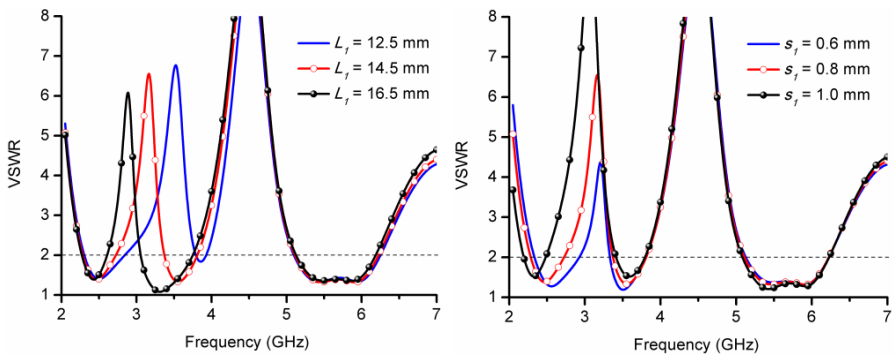 8
7
6
5
4
3
2
1
VSWR
L₁ = 12.5 mm
L₁ = 14.5 mm
L₁ = 16.5 mm
2 3 4 5 6 7
Frequency (GHz)
8
7
6
5
4
3
2
1
VSWR
s₁ = 0.6 mm
s₁ = 0.8 mm
s₁ = 1.0 mm
2 3 4 5 6 7
Frequency (GHz)